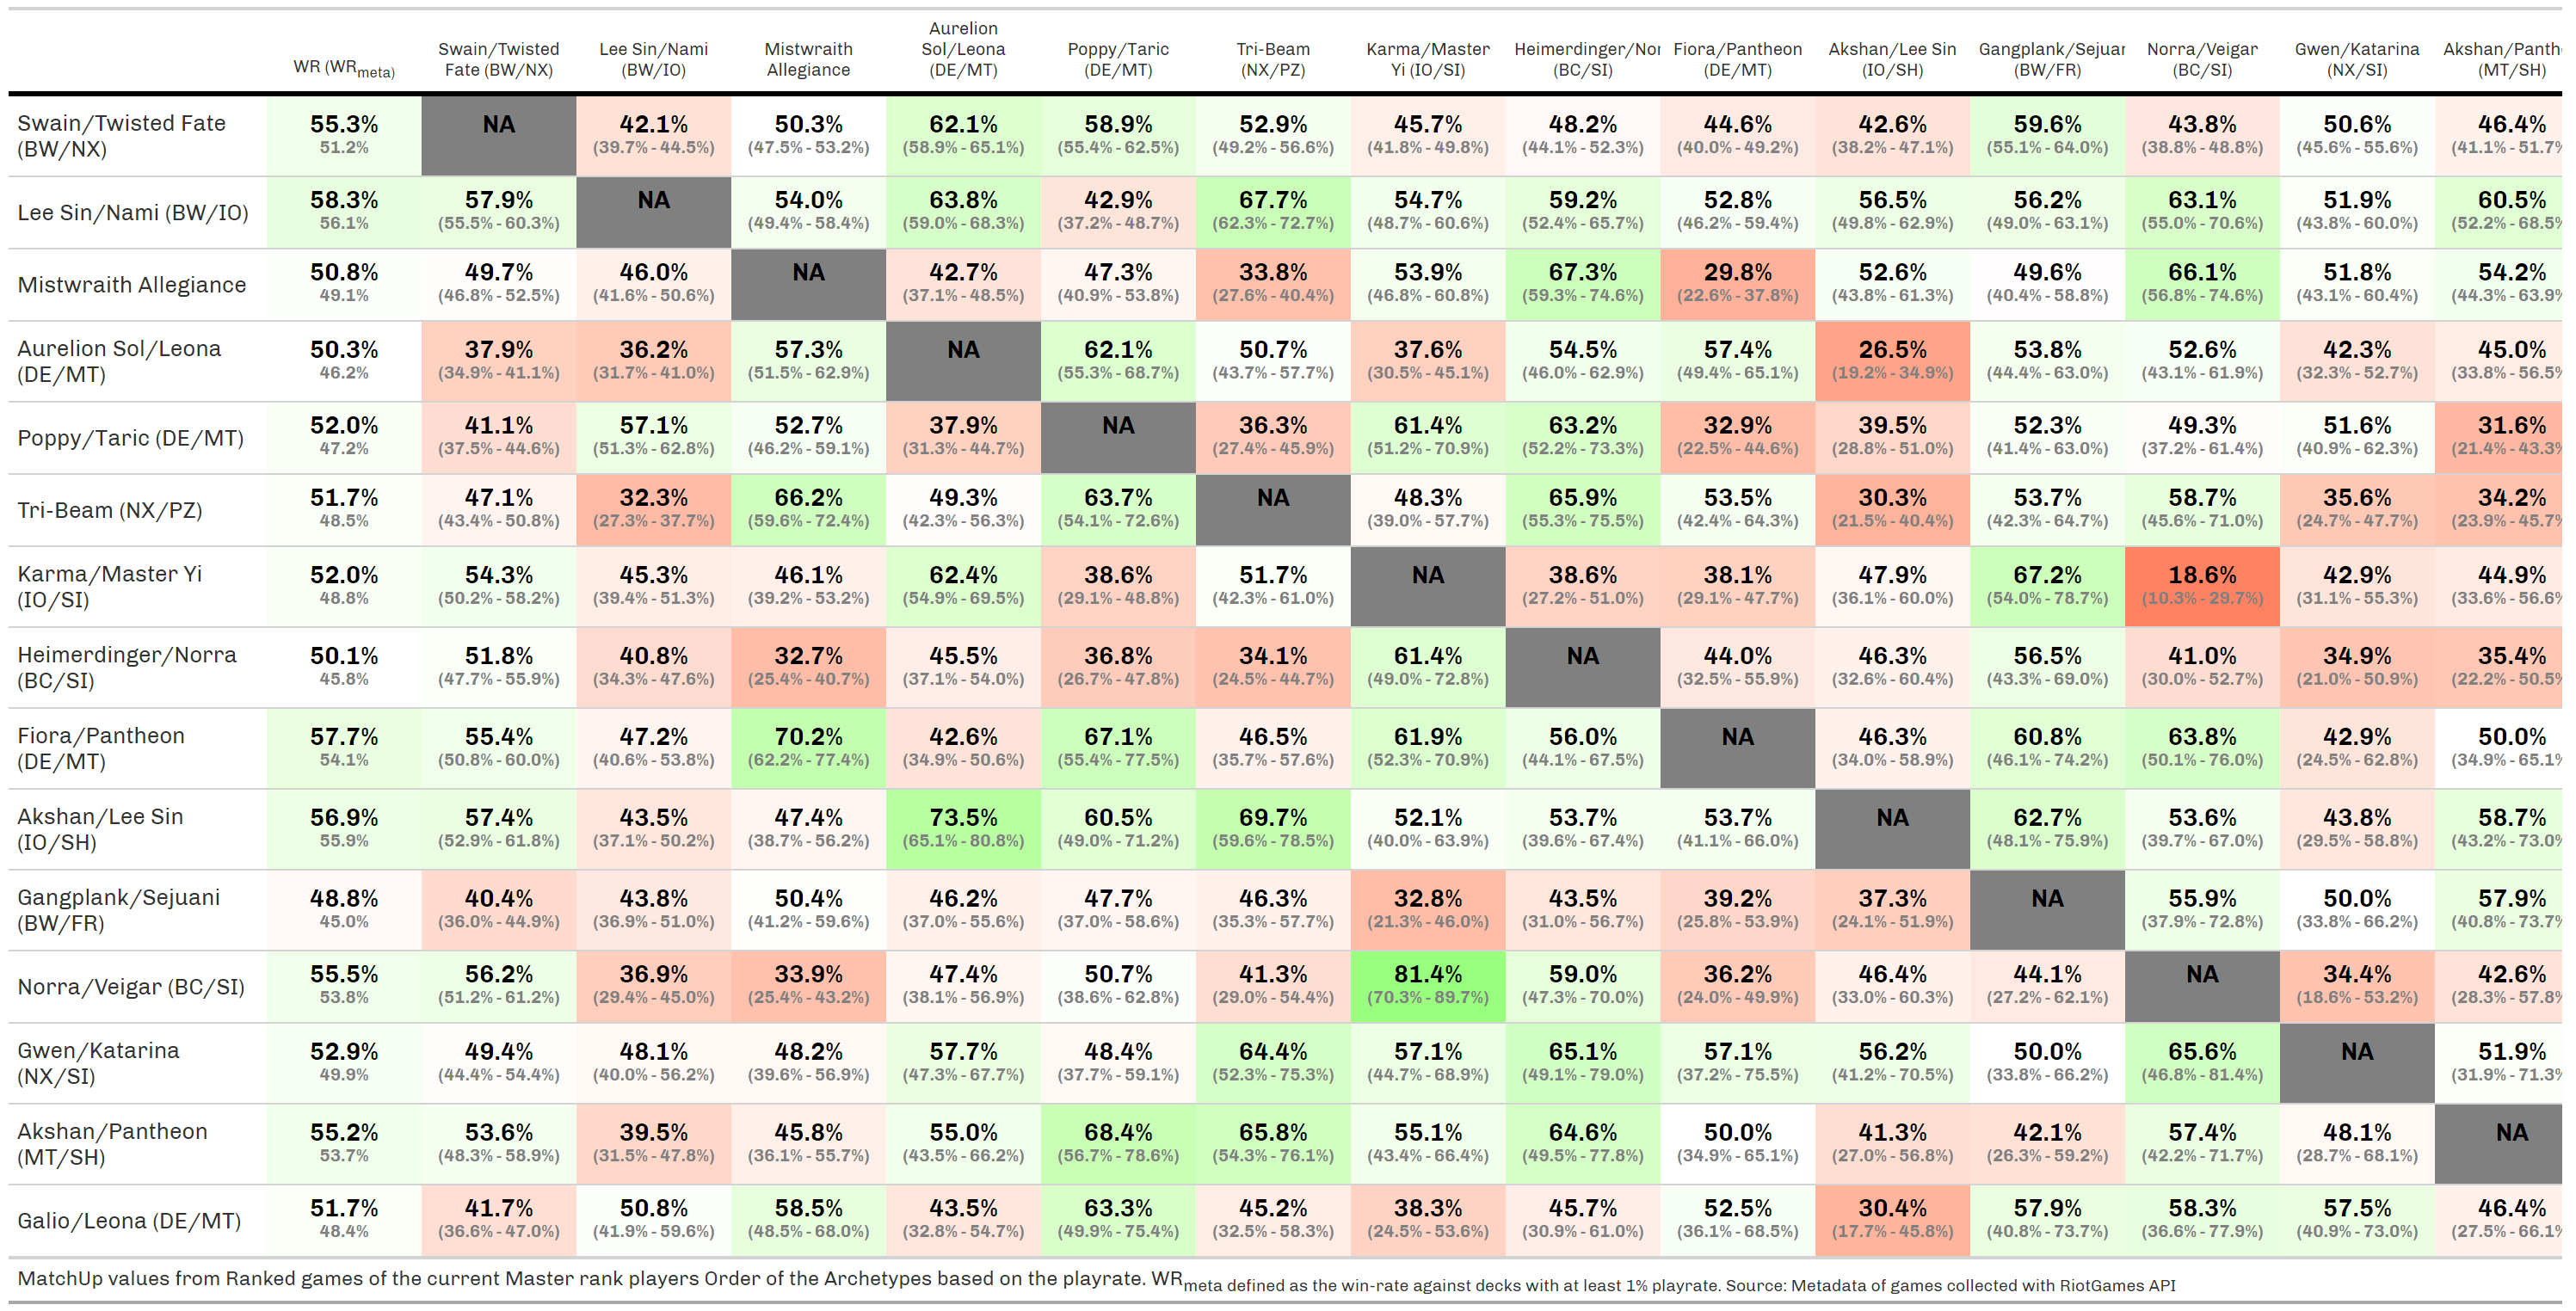 WR (WRmeta) Swain/Twisted Fate (BW/NX) Lee Sin/Nami (BW/IO) Mistwraith Allegiance Aurelion Sol/Leona (DE/MT) Poppy/Taric (DE/MT) Tri-Beam (NX/PZ) Karma/Master Yi (IO/SI) Heimerdinger/Nor (BC/SI) Fiora/Pantheon (DE/MT) Akshan/Lee Sin (IO/SH) Gangplank/Sejuar (BW/FR) Norra/Veigar (BC/SI) Gwen/Katarina (NX/SI) Akshan/Panth (MT/SH)
Swain/Twisted Fate 55.3% NA 42.1% 50.3% 62.1% 58.9% 52.9% 45.7% 48.2% 44.6% 42.6% 59.6% 43.8% 50.6% 46.4%
(BW/NX) 51.2% (39.7% - 44.5%) (47.5% - 53.2%) (58.9% - 65.1%) (55.4% - 62.5%) (49.2% - 56.6%) (41.8% - 49.8%) (44.1% - 52.3%) (40.0% - 49.2%) (38.2% - 47.1%) (55.1% - 64.0%) (38.8% - 48.8%) (45.6% - 55.6%) (41.1% - 51.7%
Lee Sin/Nami (BW/IO) 58.3% 57.9% NA 54.0% 63.8% 42.9% 67.7% 54.7% 59.2% 52.8% 56.5% 56.2% 63.1% 51.9% 60.5%
56.1% (55.5% - 60.3%) (49.4% - 58.4%) (59.0% - 68.3%) (37.2% - 48.7%) (62.3% - 72.7%) (48.7% - 60.6%) (52.4% - 65.7%) (46.2% - 59.4%) (49.8% - 62.9%) (49.0% - 63.1%) (55.0% - 70.6%) (43.8% - 60.0%) (52.2% - 68.5%
Mistwraith Allegiance 50.8% 49.7% 46.0% NA 42.7% 47.3% 33.8% 53.9% 67.3% 29.8% 52.6% 49.6% 66.1% 51.8% 54.2%
49.1% (46.8% - 52.5%) (41.6% - 50.6%) (37.1% - 48.5%) (40.9% - 53.8%) (27.6% - 40.4%) (46.8% - 60.8%) (59.3% - 74.6%) (22.6% - 37.8%) (43.8% - 61.3%) (40.4% - 58.8%) (56.8% - 74.6%) (43.1% - 60.4%) (44.3% - 63.9%
Aurelion Sol/Leona 50.3% 37.9% 36.2% 57.3% NA 62.1% 50.7% 37.6% 54.5% 57.4% 26.5% 53.8% 52.6% 42.3% 45.0%
(DE/MT) 46.2% (34.9% - 41.1%) (31.7% - 41.0%) (51.5% - 62.9%) (55.3% - 68.7%) (43.7% - 57.7%) (30.5% - 45.1%) (46.0% - 62.9%) (49.4% - 65.1%) (19.2% - 34.9%) (44.4% - 63.0%) (43.1% - 61.9%) (32.3% - 52.7%) (33.8% - 56.5%
Poppy/Taric (DE/MT) 52.0% 41.1% 57.1% 52.7% 37.9% NA 36.3% 61.4% 63.2% 32.9% 39.5% 52.3% 49.3% 51.6% 31.6%
47.2% (37.5% - 44.6%) (51.3% - 62.8%) (46.2% - 59.1%) (31.3% - 44.7%) (27.4% - 45.9%) (51.2% - 70.9%) (52.2% - 73.3%) (22.5% - 44.6%) (28.8% - 51.0%) (41.4% - 63.0%) (37.2% - 61.4%) (40.9% - 62.3%) (21.4% - 43.3%
Tri-Beam (NX/PZ) 51.7% 47.1% 32.3% 66.2% 49.3% 63.7% NA 48.3% 65.9% 53.5% 30.3% 53.7% 58.7% 35.6% 34.2%
48.5% (43.4% - 50.8%) (27.3% - 37.7%) (59.6% - 72.4%) (42.3% - 56.3%) (54.1% - 72.6%) (39.0% - 57.7%) (55.3% - 75.5%) (42.4% - 64.3%) (21.5% - 40.4%) (42.3% - 64.7%) (45.6% - 71.0%) (24.7% - 47.7%) (23.9% - 45.7%
Karma/Master Yi 52.0% 54.3% 45.3% 46.1% 62.4% 38.6% 51.7% NA 38.6% 38.1% 47.9% 67.2% 18.6% 42.9% 44.9%
(IO/SI) 48.8% (50.2% - 58.2%) (39.4% - 51.3%) (39.2% - 53.2%) (54.9% - 69.5%) (29.1% - 48.8%) (42.3% - 61.0%) (27.2% - 51.0%) (29.1% - 47.7%) (36.1% - 60.0%) (54.0% - 78.7%) (10.3% - 29.7%) (31.1% - 55.3%) (33.6% - 56.6%
Heimerdinger/Norra 50.1% 51.8% 40.8% 32.7% 45.5% 36.8% 34.1% 61.4% NA 44.0% 46.3% 56.5% 41.0% 34.9% 35.4%
(BC/SI) 45.8% (47.7% - 55.9%) (34.3% - 47.6%) (25.4% - 40.7%) (37.1% - 54.0%) (26.7% - 47.8%) (24.5% - 44.7%) (49.0% - 72.8%) (32.5% - 55.9%) (32.6% - 60.4%) (43.3% - 69.0%) (30.0% - 52.7%) (21.0% - 50.9%) (22.2% - 50.5%
Fiora/Pantheon 57.7% 55.4% 47.2% 70.2% 42.6% 67.1% 46.5% 61.9% 56.0% NA 46.3% 60.8% 63.8% 42.9% 50.0%
(DE/MT) 54.1% (50.8% - 60.0%) (40.6% - 53.8%) (62.2% - 77.4%) (34.9% - 50.6%) (55.4% - 77.5%) (35.7% - 57.6%) (52.3% - 70.9%) (44.1% - 67.5%) (34.0% - 58.9%) (46.1% - 74.2%) (50.1% - 76.0%) (24.5% - 62.8%) (34.9% - 65.1%
Akshan/Lee Sin 56.9% 57.4% 43.5% 47.4% 73.5% 60.5% 69.7% 52.1% 53.7% 53.7% NA 62.7% 53.6% 43.8% 58.7%
(IO/SH) 55.9% (52.9% - 61.8%) (37.1% - 50.2%) (38.7% - 56.2%) (65.1% - 80.8%) (49.0% - 71.2%) (59.6% - 78.5%) (40.0% - 63.9%) (39.6% - 67.4%) (41.1% - 66.0%) (48.1% - 75.9%) (39.7% - 67.0%) (29.5% - 58.8%) (43.2% - 73.0%
Gangplank/Sejuani 48.8% 40.4% 43.8% 50.4% 46.2% 47.7% 46.3% 32.8% 43.5% 39.2% 37.3% NA 55.9% 50.0% 57.9%
(BW/FR) 45.0% (36.0% - 44.9%) (36.9% - 51.0%) (41.2% - 59.6%) (37.0% - 55.6%) (37.0% - 58.6%) (35.3% - 57.7%) (21.3% - 46.0%) (31.0% - 56.7%) (25.8% - 53.9%) (24.1% - 51.9%) (37.9% - 72.8%) (33.8% - 66.2%) (40.8% - 73.7%
Norra/Veigar (BC/SI) 55.5% 56.2% 36.9% 33.9% 47.4% 50.7% 41.3% 81.4% 59.0% 36.2% 46.4% 44.1% NA 34.4% 42.6%
53.8% (51.2% - 61.2%) (29.4% - 45.0%) (25.4% - 43.2%) (38.1% - 56.9%) (38.6% - 62.8%) (29.0% - 54.4%) (70.3% - 89.7%) (47.3% - 70.0%) (24.0% - 49.9%) (33.0% - 60.3%) (27.2% - 62.1%) (18.6% - 53.2%) (28.3% - 57.8%
Gwen/Katarina 52.9% 49.4% 48.1% 48.2% 57.7% 48.4% 64.4% 57.1% 65.1% 57.1% 56.2% 50.0% 65.6% NA 51.9%
(NX/SI) 49.9% (44.4% - 54.4%) (40.0% - 56.2%) (39.6% - 56.9%) (47.3% - 67.7%) (37.7% - 59.1%) (52.3% - 75.3%) (44.7% - 68.9%) (49.1% - 79.0%) (37.2% - 75.5%) (41.2% - 70.5%) (33.8% - 66.2%) (46.8% - 81.4%) (31.9% - 71.3%
Akshan/Pantheon 55.2% 53.6% 39.5% 45.8% 55.0% 68.4% 65.8% 55.1% 64.6% 50.0% 41.3% 42.1% 57.4% 48.1% NA
(MT/SH) 53.7% (48.3% - 58.9%) (31.5% - 47.8%) (36.1% - 55.7%) (43.5% - 66.2%) (56.7% - 78.6%) (54.3% - 76.1%) (43.4% - 66.4%) (49.5% - 77.8%) (34.9% - 65.1%) (27.0% - 56.8%) (26.3% - 59.2%) (42.2% - 71.7%) (28.7% - 68.1%)
Galio/Leona (DE/MT) 51.7% 41.7% 50.8% 58.5% 43.5% 63.3% 45.2% 38.3% 45.7% 52.5% 30.4% 57.9% 58.3% 57.5% 46.4%
48.4% (36.6% - 47.0%) (41.9% - 59.6%) (48.5% - 68.0%) (32.8% - 54.7%) (49.9% - 75.4%) (32.5% - 58.3%) (24.5% - 53.6%) (30.9% - 61.0%) (36.1% - 68.5%) (17.7% - 45.8%) (40.8% - 73.7%) (36.6% - 77.9%) (40.9% - 73.0%) (27.5% - 66.1%
MatchUp values from Ranked games of the current Master rank players Order of the Archetypes based on the playrate. WRmeta defined as the win-rate against decks with at least 1% playrate. Source: Metadata of games collected with RiotGames API